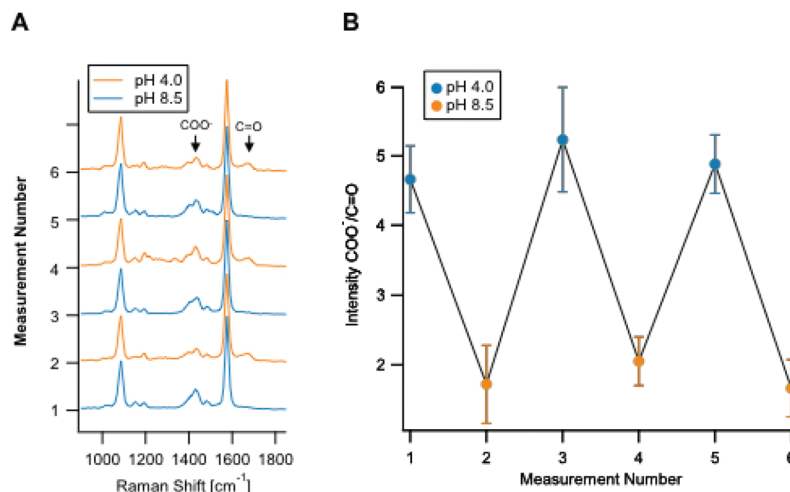 A
pH 4.0
pH 8.5
COO⁻
C=O
6
5
4
3
2
1
Measurement Number
1000 1200 1400 1600 1800
Raman Shift [cm⁻¹]
B
pH 4.0
pH 8.5
6
5
4
3
2
Intensity COO⁻/C=O
1 2 3 4 5 6
Measurement Number